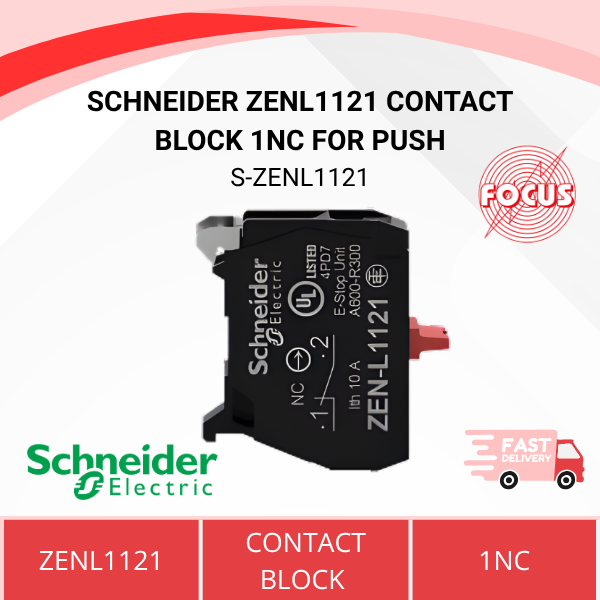 SCHNEIDER ZENL1121 CONTACT
BLOCK 1NC FOR PUSH
S-ZENL1121
FOCUS
Schneider
Electric
UL
LISTED
4PD7
E-Stop Unit
A600-R300
NC
.1
.2
Ith 10 A
ZEN-L1121
Schneider
Electric
FAST
DELIVERY
ZENL1121
CONTACT
BLOCK
1NC